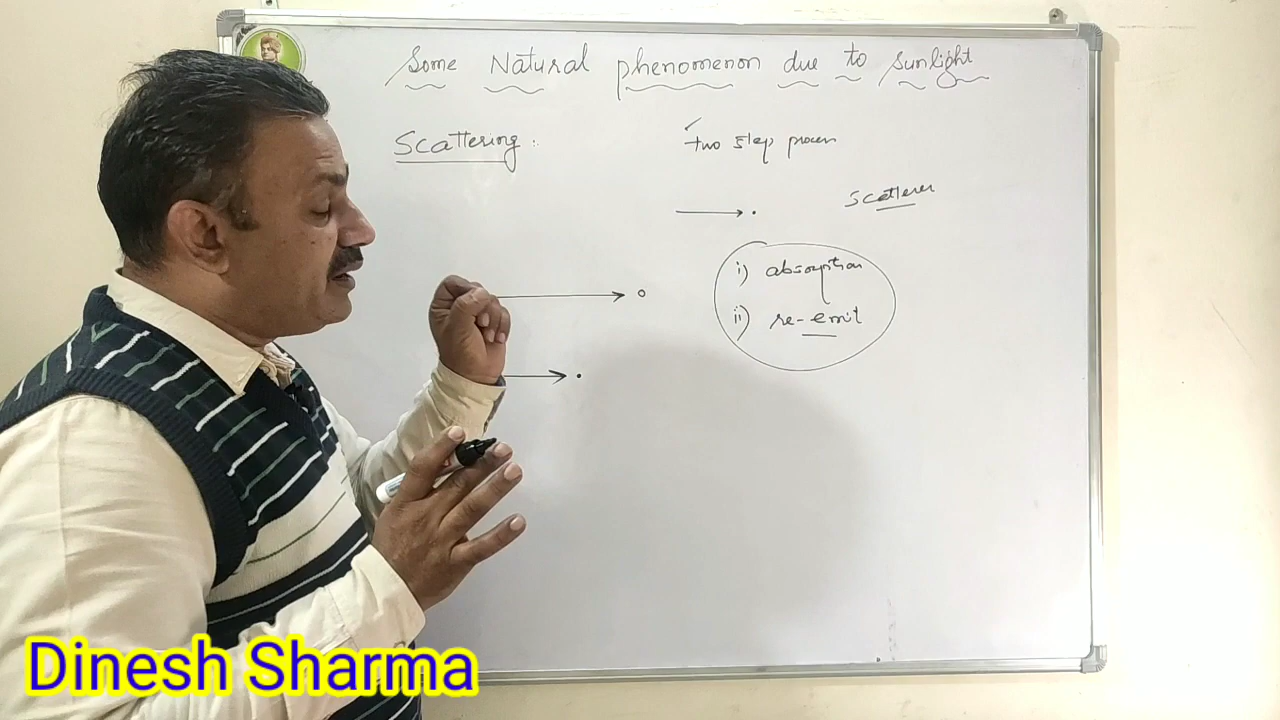 Some Natural phenomenon due to Sunlight
Scattering:
two step process
Scatterer
i) absorption
ii) re-emit
Dinesh Sharma